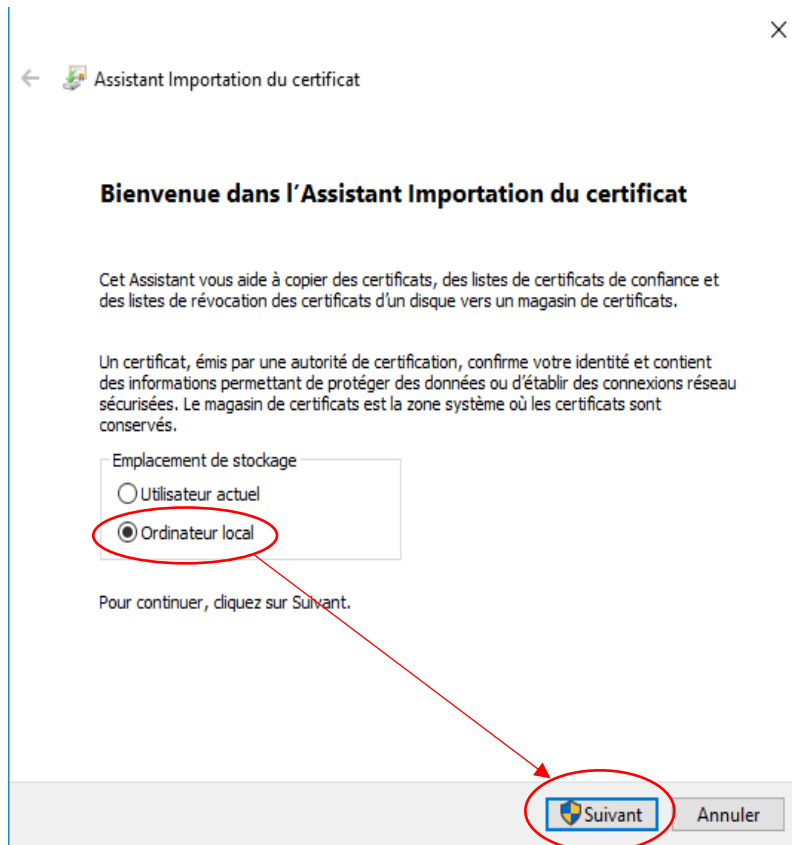 Assistant Importation du certificat
Bienvenue dans l'Assistant Importation du certificat
Cet Assistant vous aide à copier des certificats, des listes de certificats de confiance et
des listes de révocation des certificats d'un disque vers un magasin de certificats.
Un certificat, émis par une autorité de certification, confirme votre identité et contient
des informations permettant de protéger des données ou d'établir des connexions réseau
sécurisées. Le magasin de certificats est la zone système où les certificats sont
conservés.
Emplacement de stockage
Utilisateur actuel
Ordinateur local
Pour continuer, cliquez sur Suivant.
Suivant Annuler